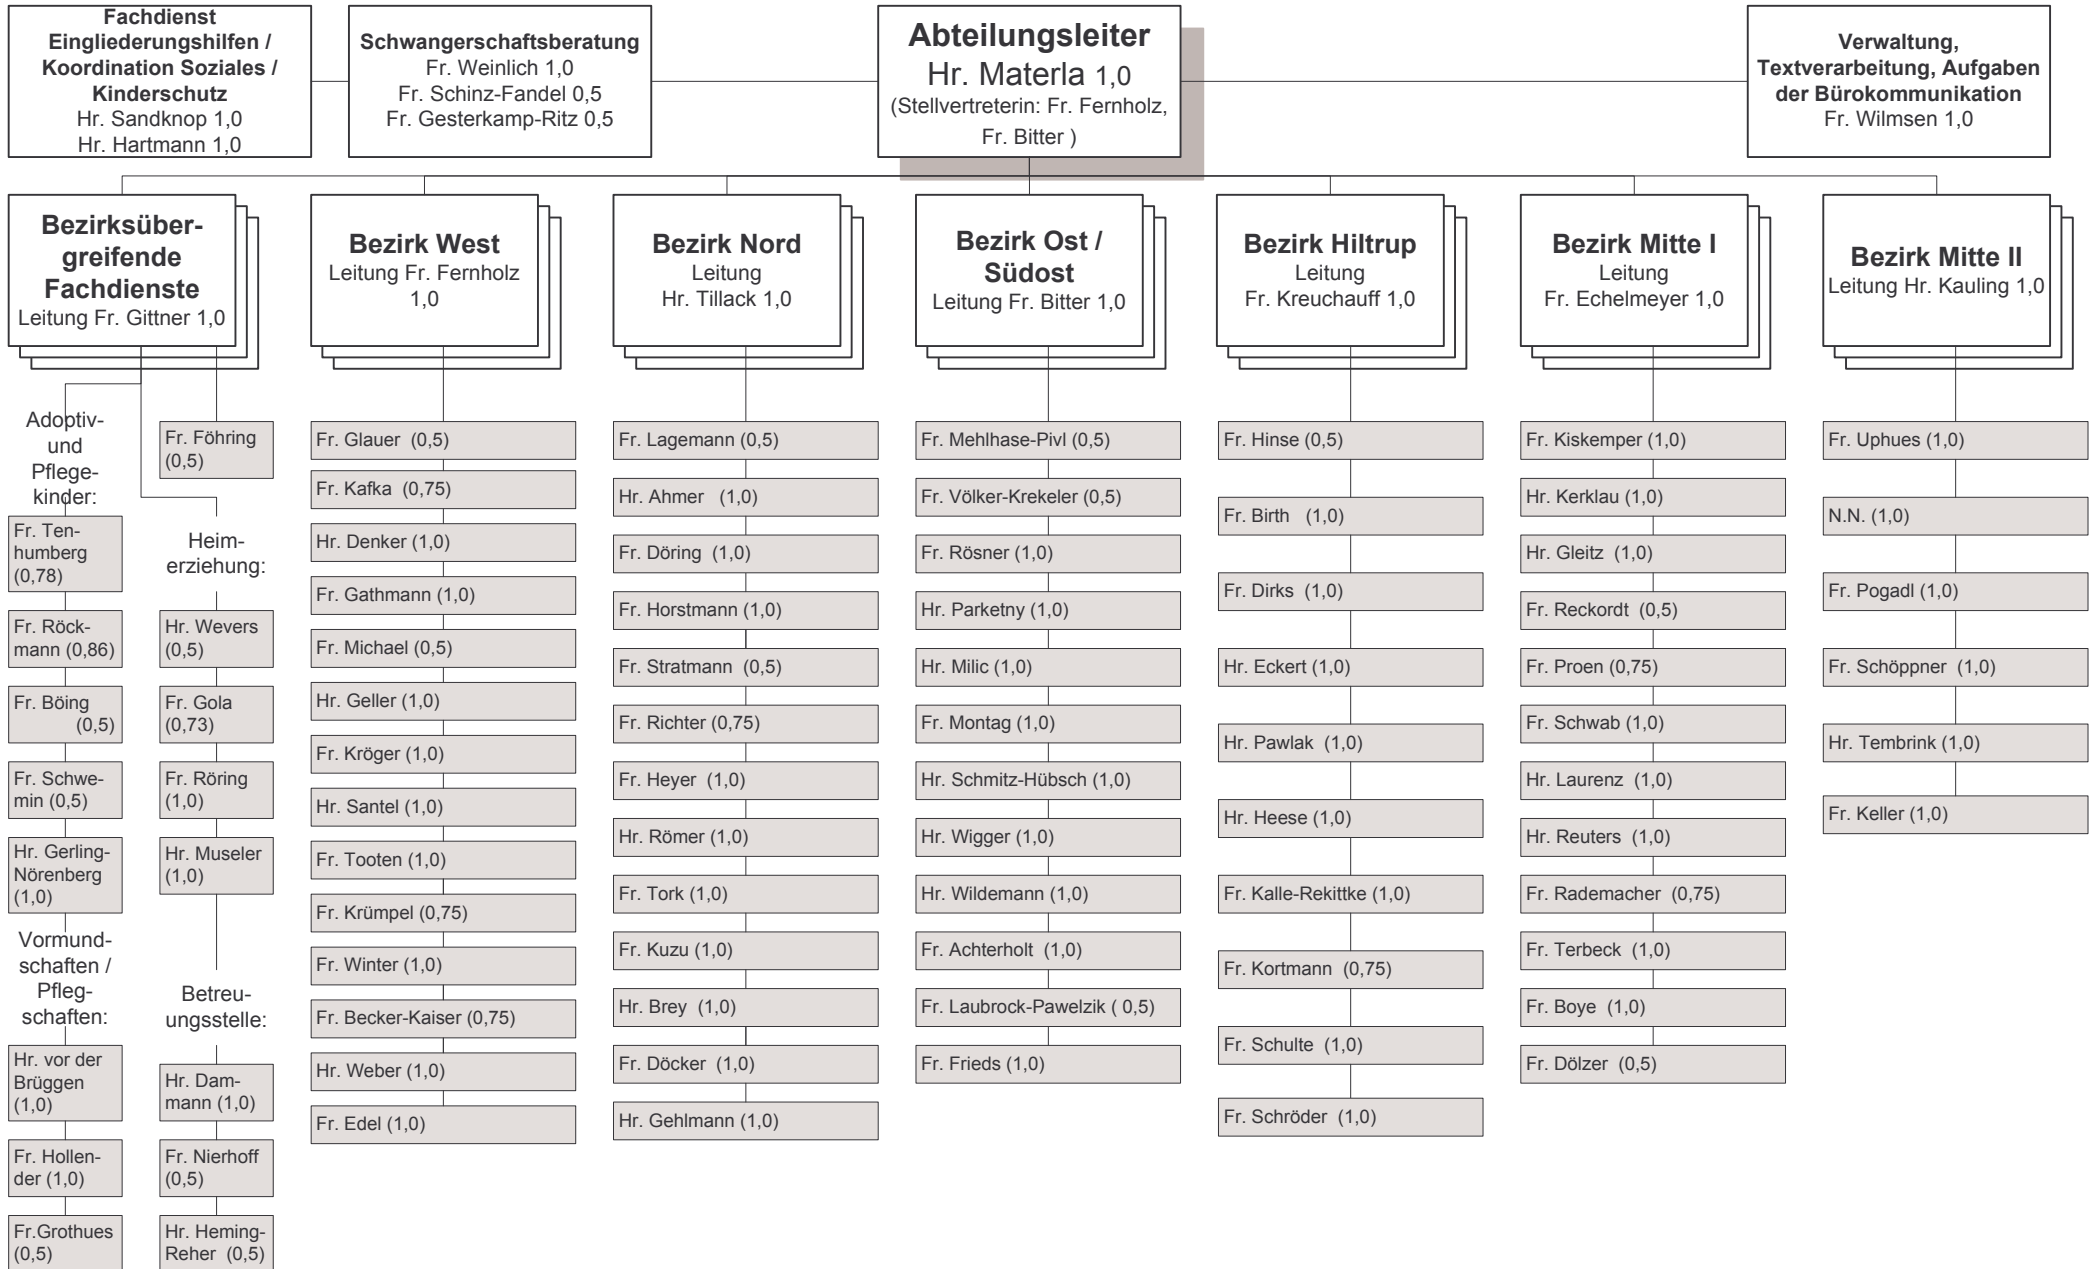 Fachdienst
Eingliederungshilfen /
Koordination Soziales /
Kinderschutz
Hr. Sandknop 1,0
Hr. Hartmann 1,0
Schwangerschaftsberatung
Fr. Weinlich 1,0
Fr. Schinz-Fandel 0,5
Fr. Gesterkamp-Ritz 0,5
Abteilungsleiter
Hr. Materla 1,0
(Stellvertreterin: Fr. Fernholz,
Fr. Bitter )
Verwaltung,
Textverarbeitung, Aufgaben
der Bürokommunikation
Fr. Wilmsen 1,0
Bezirksüber-
greifende
Fachdienste
Leitung Fr. Gittner 1,0
Adoptiv-
und
Pflege-
kinder:
Fr. Ten-
humberg
(0,78)
Fr. Röck-
mann (0,86)
Fr. Böing
(0,5)
Fr. Schwe-
min (0,5)
Hr. Gerling-
Nörenberg
(1,0)
Vormund-
schaften /
Pfleg-
schaften:
Hr. vor der
Brüggen
(1,0)
Fr. Hollen-
der (1,0)
Fr.Grothues
(0,5)
Fr. Föhring
(0,5)
Heim-
erziehung:
Hr. Wevers
(0,5)
Fr. Gola
(0,73)
Fr. Röring
(1,0)
Hr. Museler
(1,0)
Betreu-
ungsstelle:
Hr. Dam-
mann (1,0)
Fr. Nierhoff
(0,5)
Hr. Heming-
Reher (0,5)
Bezirk West
Leitung Fr. Fernholz
1,0
Fr. Glauer (0,5)
Fr. Kafka (0,75)
Hr. Denker (1,0)
Fr. Gathmann (1,0)
Fr. Michael (0,5)
Hr. Geller (1,0)
Fr. Kröger (1,0)
Hr. Santel (1,0)
Fr. Tooten (1,0)
Fr. Krümpel (0,75)
Fr. Winter (1,0)
Fr. Becker-Kaiser (0,75)
Hr. Weber (1,0)
Fr. Edel (1,0)
Bezirk Nord
Leitung
Hr. Tillack 1,0
Fr. Lagemann (0,5)
Hr. Ahmer (1,0)
Fr. Döring (1,0)
Fr. Horstmann (1,0)
Fr. Stratmann (0,5)
Fr. Richter (0,75)
Fr. Heyer (1,0)
Hr. Römer (1,0)
Fr. Tork (1,0)
Fr. Kuzu (1,0)
Hr. Brey (1,0)
Fr. Döcker (1,0)
Hr. Gehlmann (1,0)
Bezirk Ost /
Südost
Leitung Fr. Bitter 1,0
Fr. Mehlhase-Pivl (0,5)
Fr. Völker-Krekeler (0,5)
Fr. Rösner (1,0)
Hr. Parketny (1,0)
Hr. Milic (1,0)
Fr. Montag (1,0)
Hr. Schmitz-Hübsch (1,0)
Hr. Wigger (1,0)
Hr. Wildemann (1,0)
Fr. Achterholt (1,0)
Fr. Laubrock-Pawelzik ( 0,5)
Fr. Frieds (1,0)
Bezirk Hiltrup
Leitung
Fr. Kreuchauff 1,0
Fr. Hinse (0,5)
Fr. Birth (1,0)
Fr. Dirks (1,0)
Hr. Eckert (1,0)
Hr. Pawlak (1,0)
Hr. Heese (1,0)
Fr. Kalle-Rekittke (1,0)
Fr. Kortmann (0,75)
Fr. Schulte (1,0)
Fr. Schröder (1,0)
Bezirk Mitte I
Leitung
Fr. Echelmeyer 1,0
Fr. Kiskemper (1,0)
Hr. Kerklau (1,0)
Hr. Gleitz (1,0)
Fr. Reckordt (0,5)
Fr. Proen (0,75)
Fr. Schwab (1,0)
Hr. Laurenz (1,0)
Hr. Reuters (1,0)
Fr. Rademacher (0,75)
Fr. Terbeck (1,0)
Fr. Boye (1,0)
Fr. Dölzer (0,5)
Bezirk Mitte II
Leitung Hr. Kauling 1,0
Fr. Uphues (1,0)
N.N. (1,0)
Fr. Pogadl (1,0)
Fr. Schöppner (1,0)
Hr. Tembrink (1,0)
Fr. Keller (1,0)